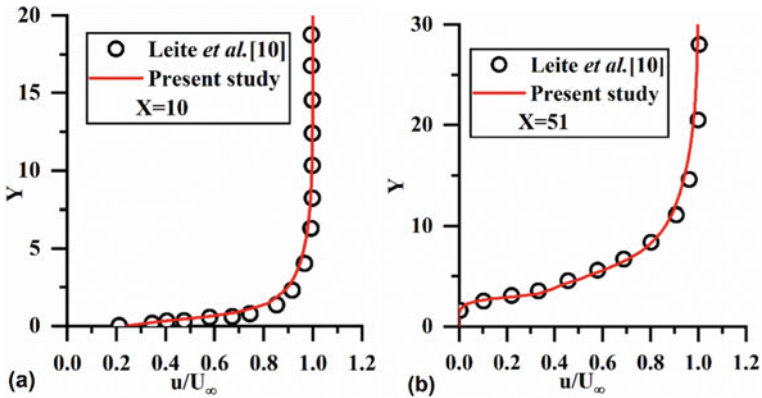 20
15
10
5
0
Y
Leite et al.[10]
Present study
X=10
0.0 0.2 0.4 0.6 0.8 1.0 1.2
u/U∞
(a)
30
20
10
0
Y
Leite et al.[10]
Present study
X=51
0.0 0.2 0.4 0.6 0.8 1.0 1.2
u/U∞
(b)